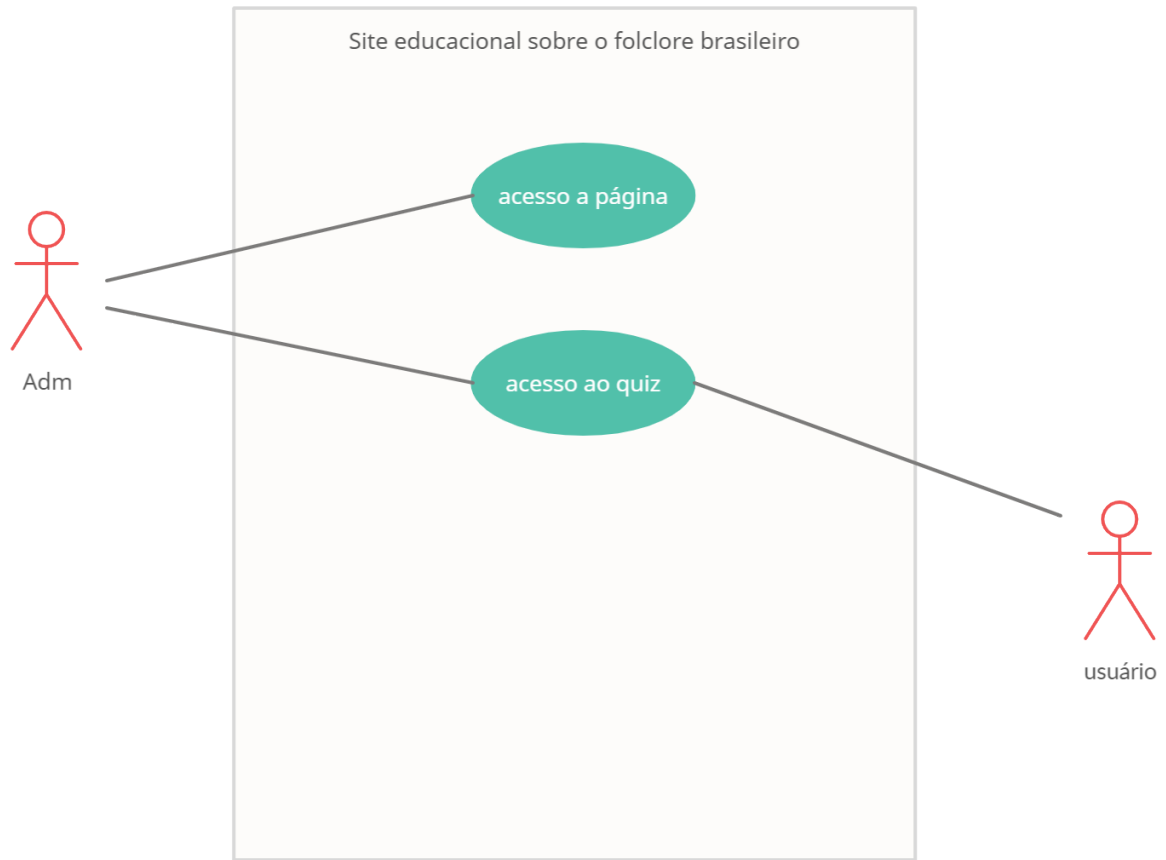 Site educacional sobre o folclore brasileiro
acesso a página
Adm
acesso ao quiz
usuário